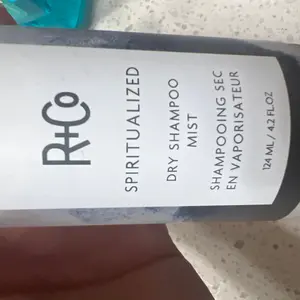 R+Co
SPIRITUALIZED
DRY SHAMPOO
MIST
SHAMPOOING SEC
EN VAPORISATEUR
124 ML / 4.2 FL OZ